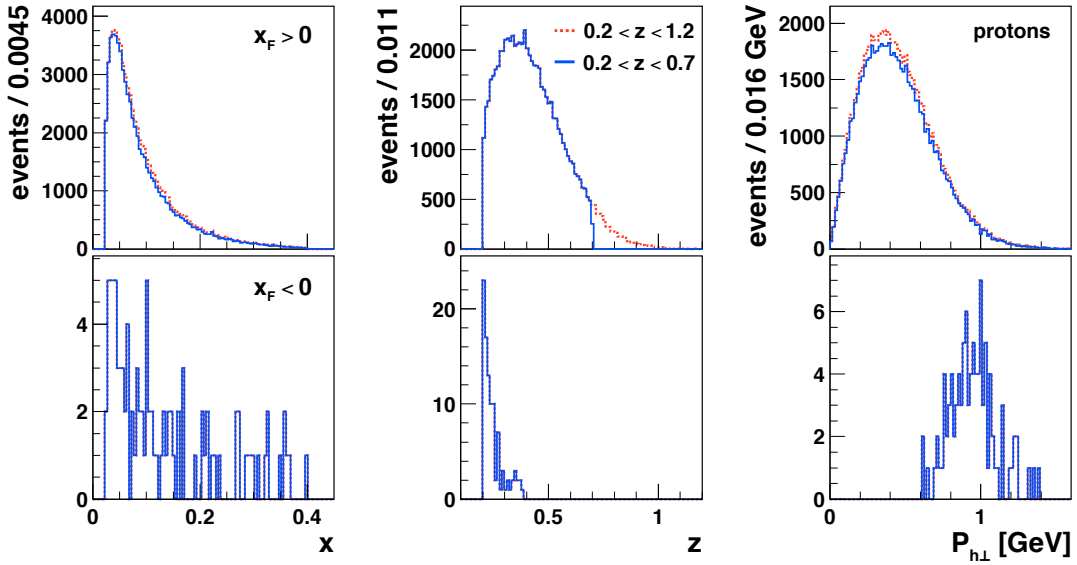 events / 0.0045
4000
3000
2000
1000
0
x_F > 0
events / 0.011
2000
1500
1000
500
0
0.2 < z < 1.2
0.2 < z < 0.7
events / 0.016 GeV
2000
1500
1000
500
0
protons
4
2
0
x_F < 0
0 0.2 0.4
x
20
10
0
0.5 1
z
6
4
2
0
0 1
P_h⊥ [GeV]